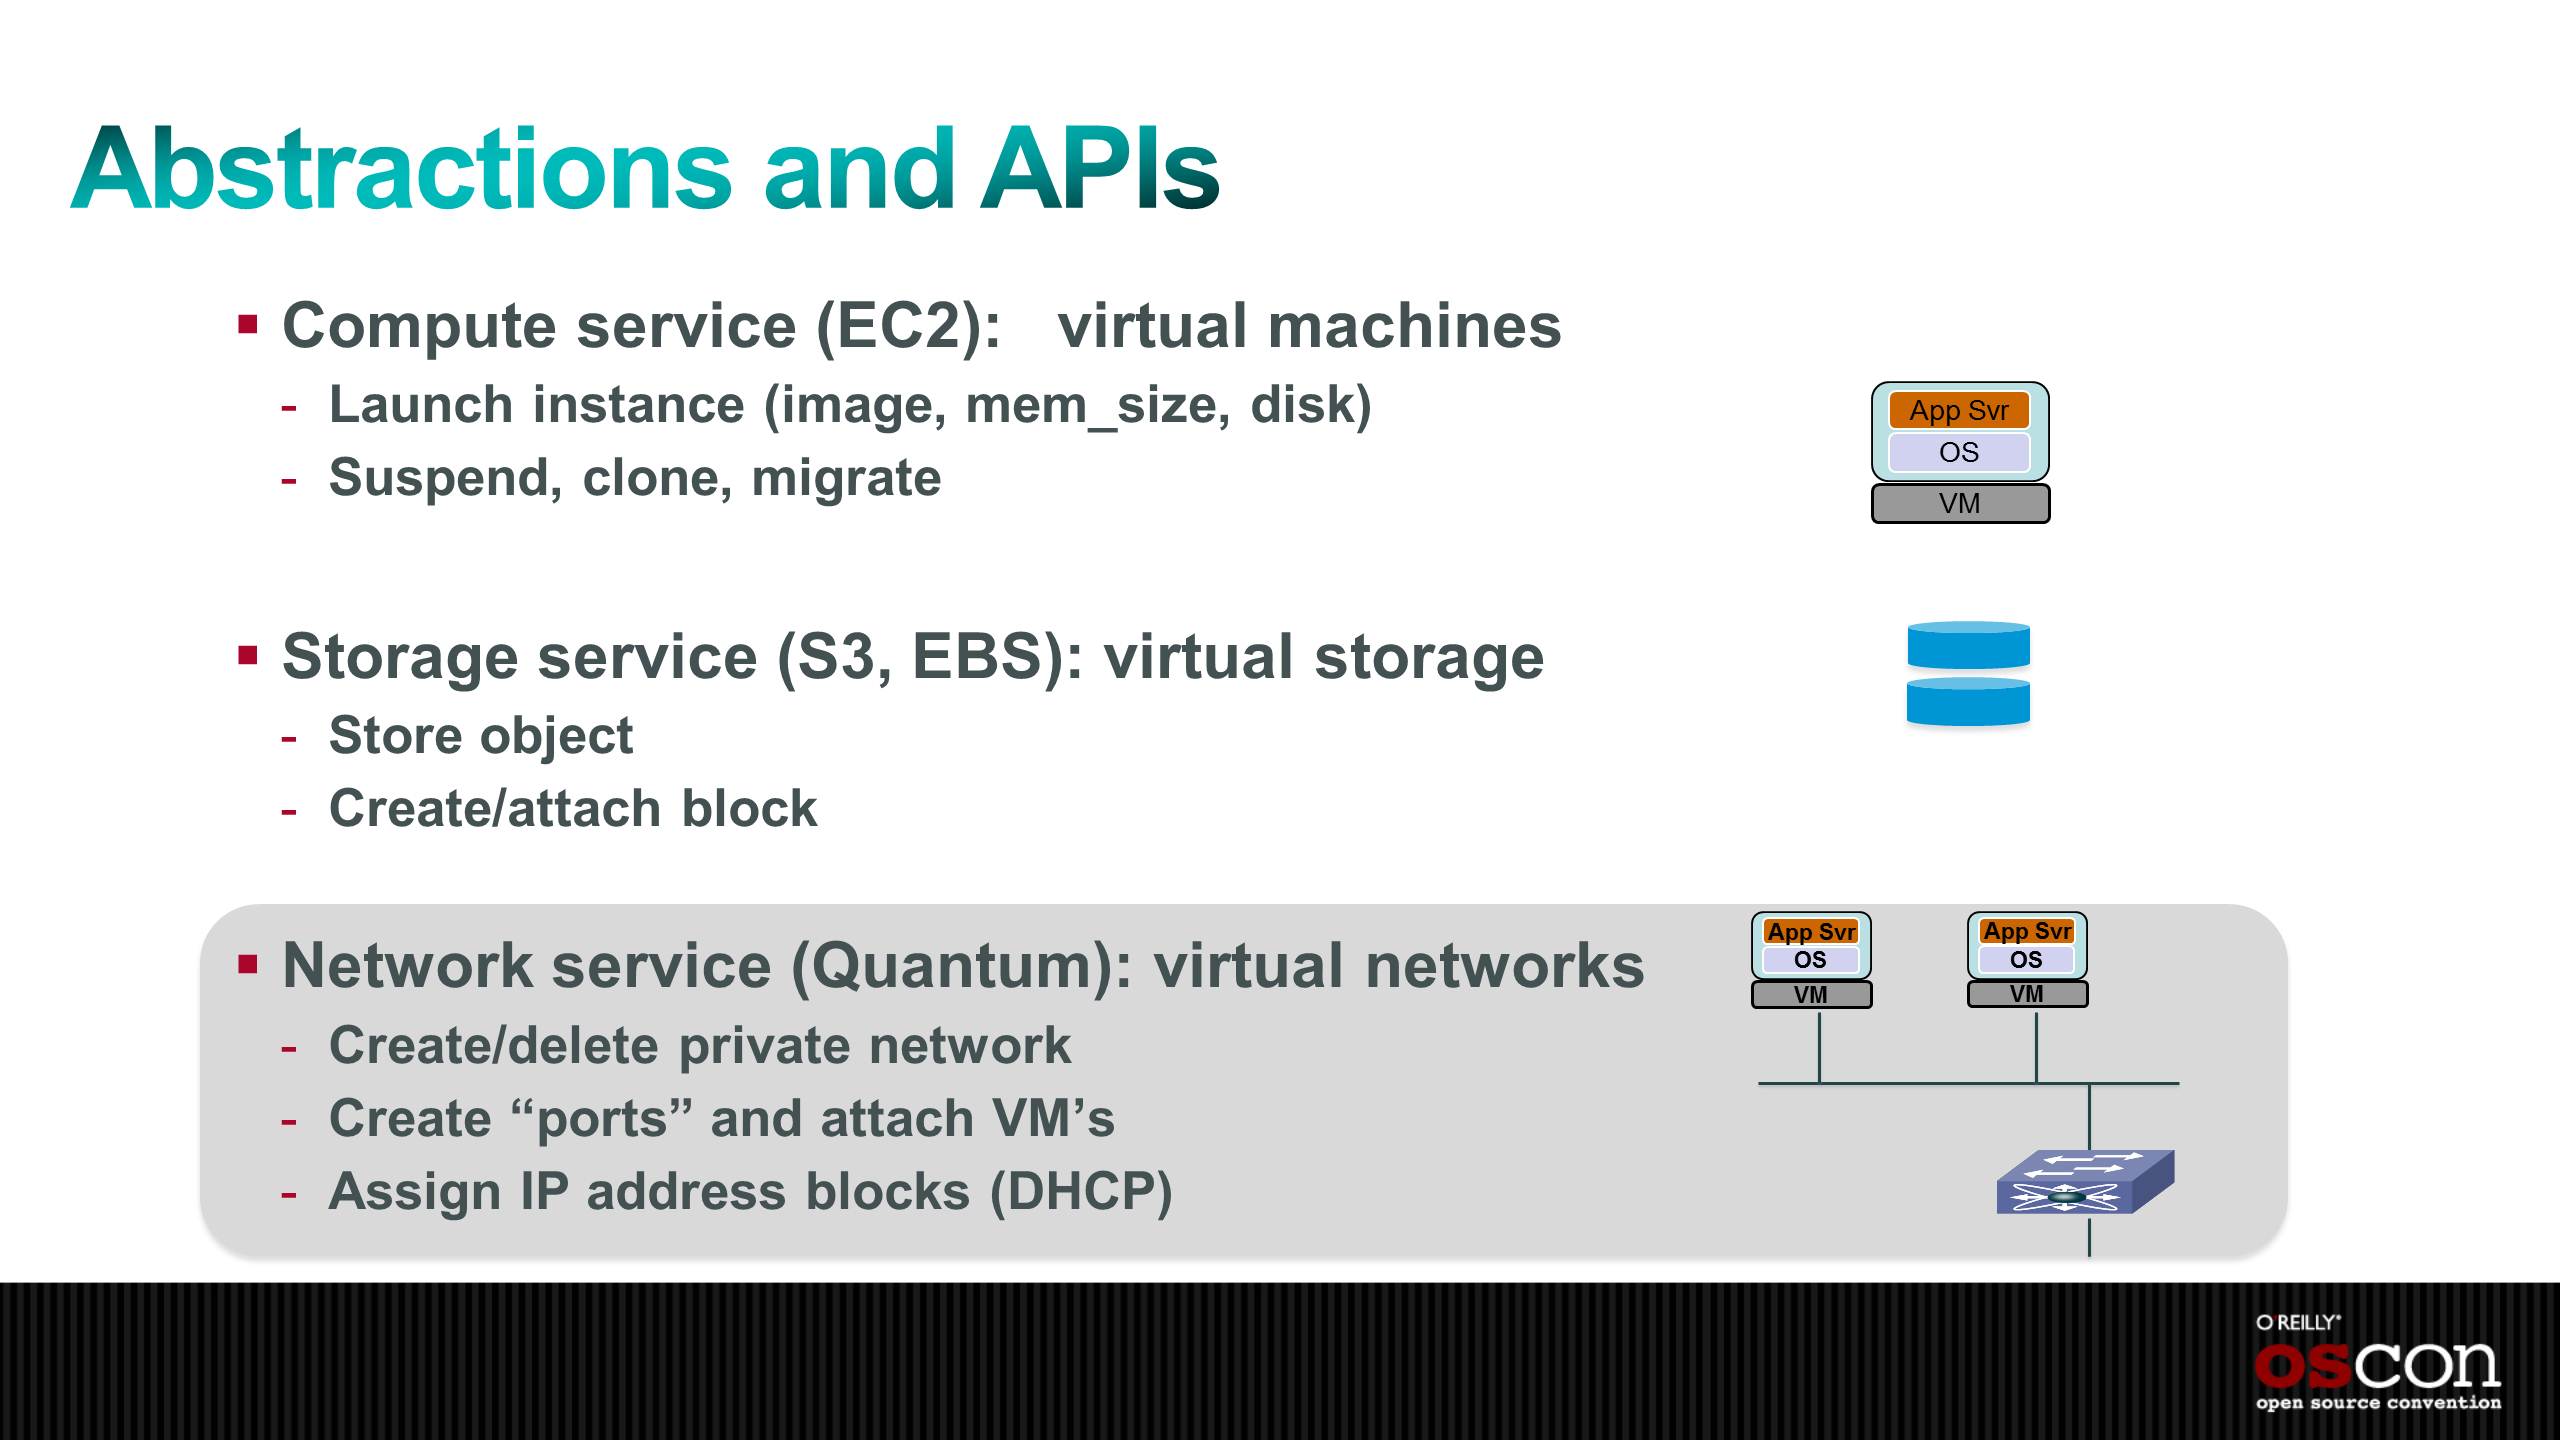 Abstractions and APIs
▪ Compute service (EC2): virtual machines
- Launch instance (image, mem_size, disk)
- Suspend, clone, migrate
App Svr
OS
VM
▪ Storage service (S3, EBS): virtual storage
- Store object
- Create/attach block
▪ Network service (Quantum): virtual networks
- Create/delete private network
- Create “ports” and attach VM’s
- Assign IP address blocks (DHCP)
App Svr
OS
VM
App Svr
OS
VM
O'REILLY®
oscon
open source convention